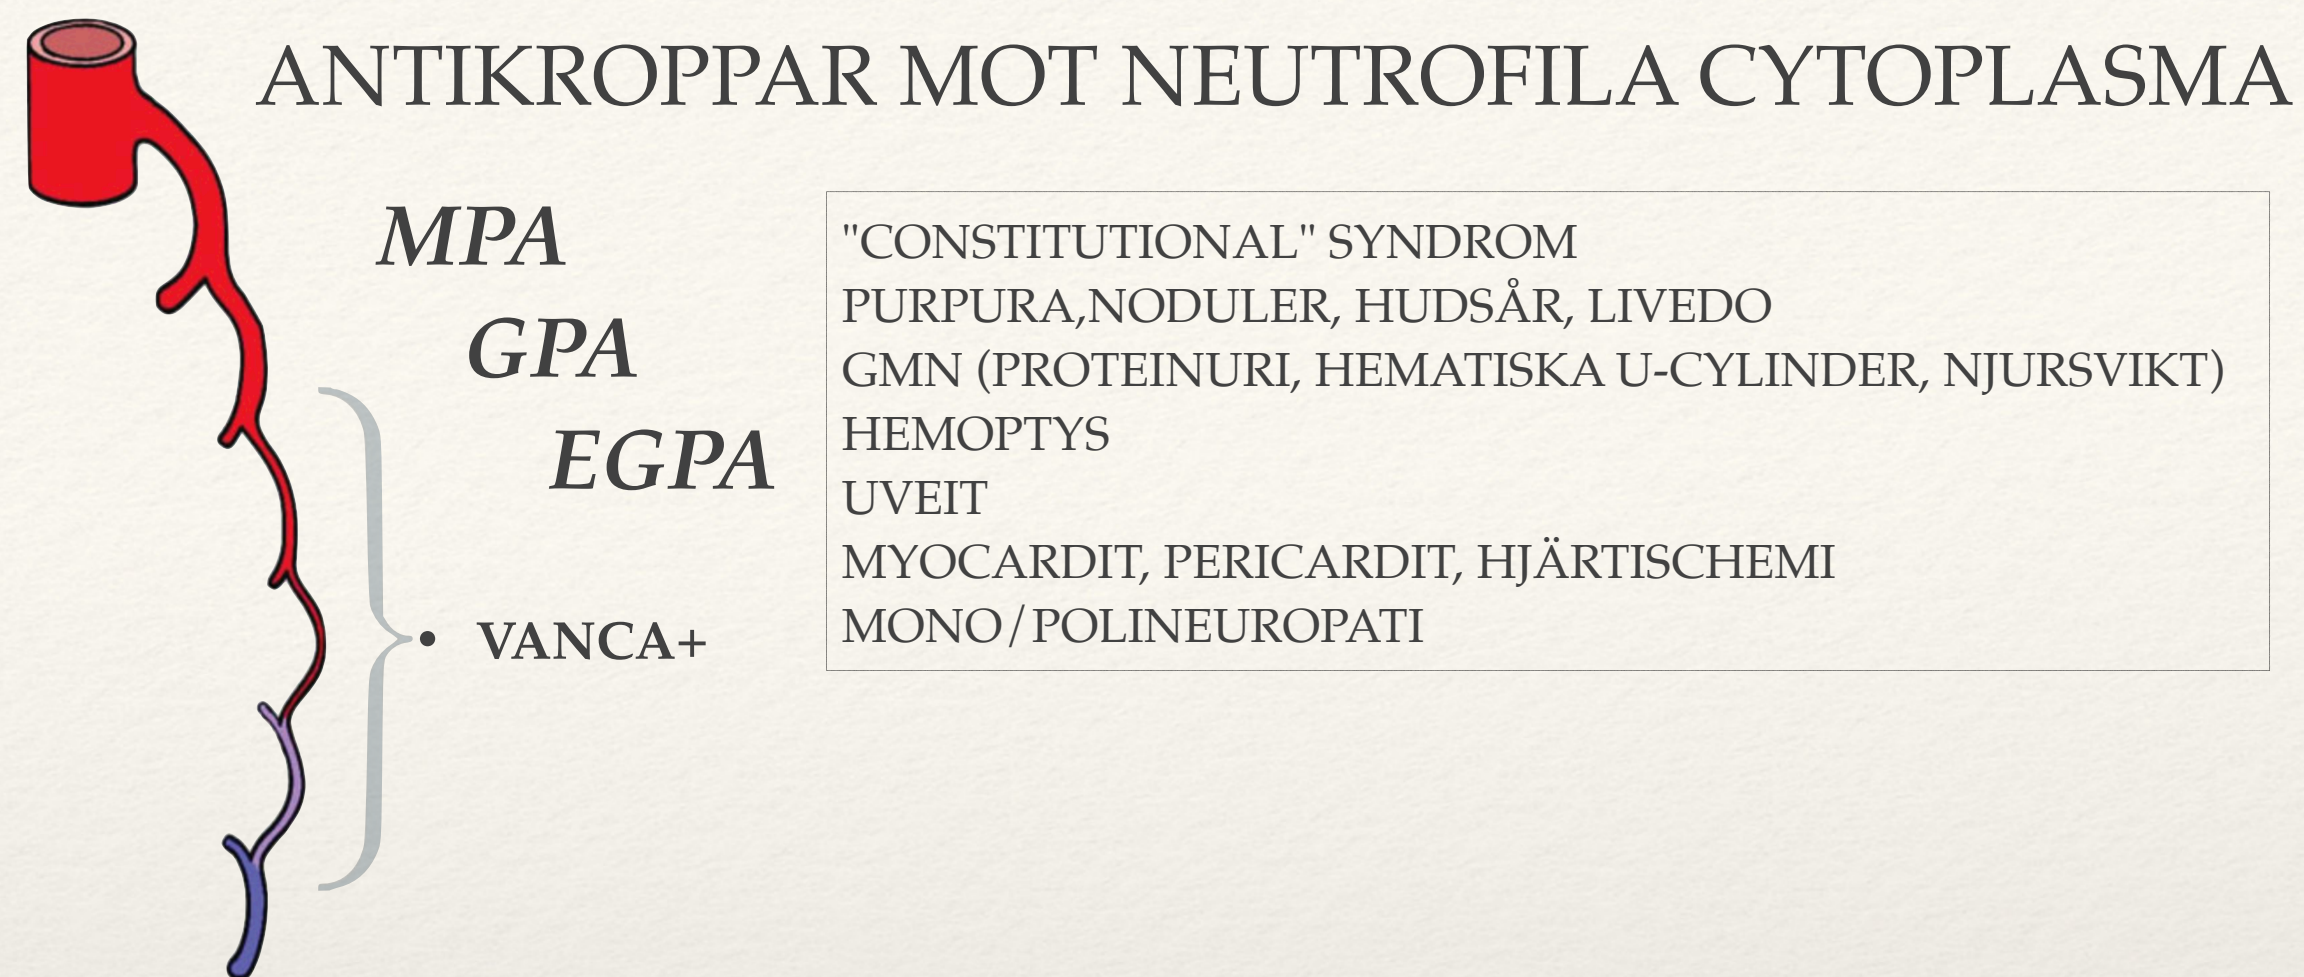 ANTIKROPPAR MOT NEUTROFILA CYTOPLASMA
MPA
GPA
EGPA
• VANCA+
"CONSTITUTIONAL" SYNDROM
PURPURA,NODULER, HUDSÅR, LIVEDO
GMN (PROTEINURI, HEMATISKA U-CYLINDER, NJURSVIKT)
HEMOPTYS
UVEIT
MYOCARDIT, PERICARDIT, HJÄRTISCHEMI
MONO/POLINEUROPATI